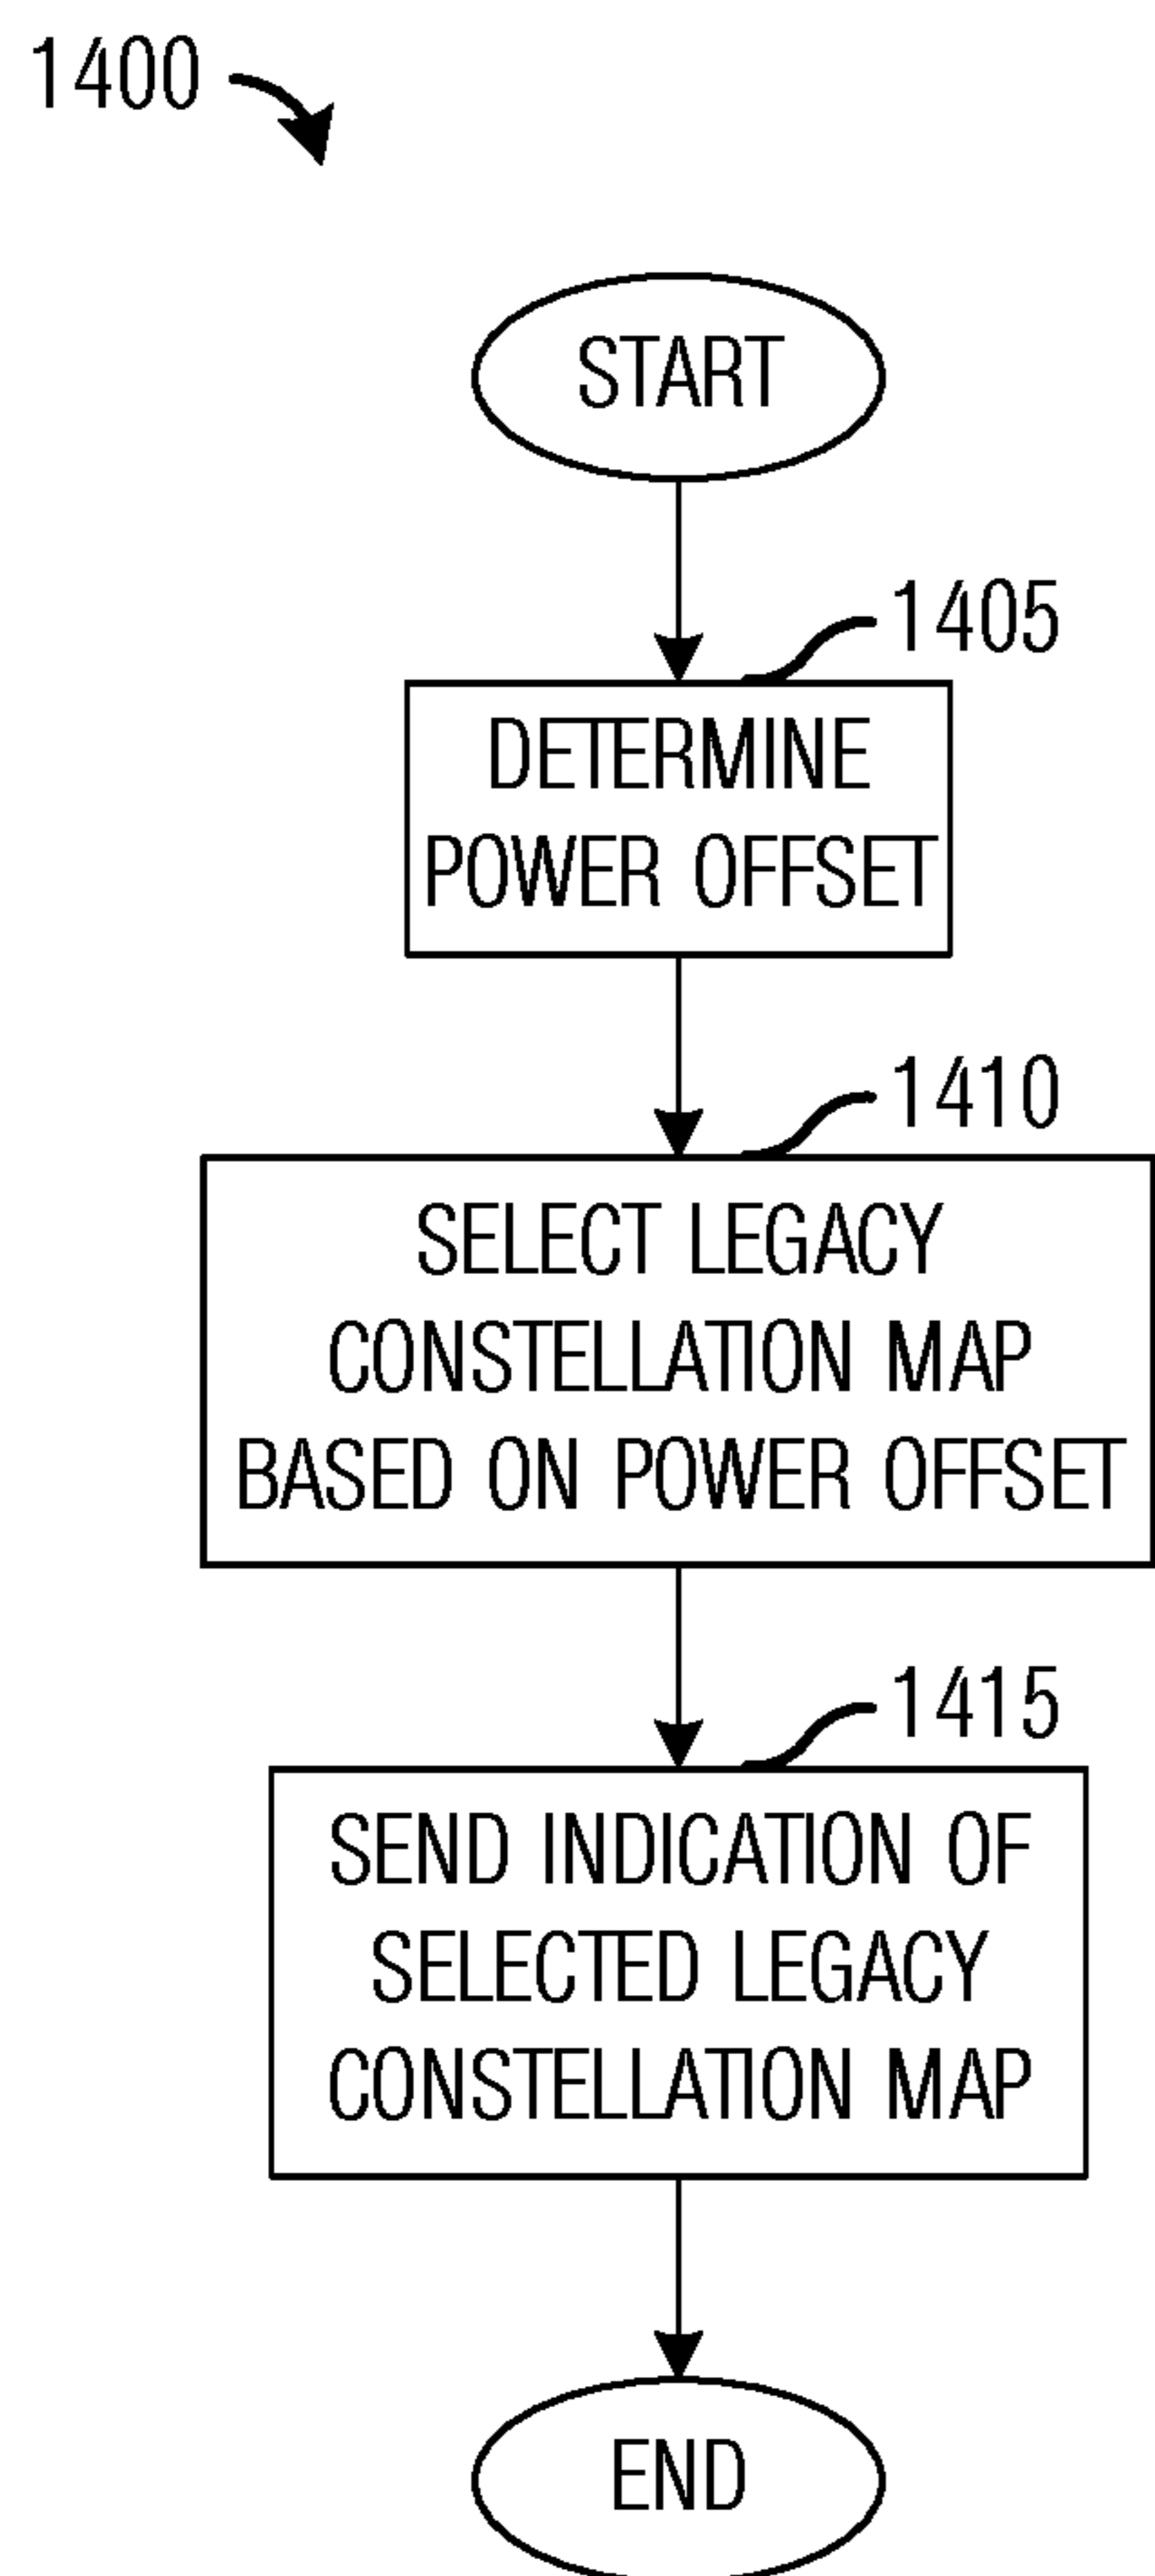 1400
START
1405
DETERMINE
POWER OFFSET
1410
SELECT LEGACY
CONSTELLATION MAP
BASED ON POWER OFFSET
1415
SEND INDICATION OF
SELECTED LEGACY
CONSTELLATION MAP
END